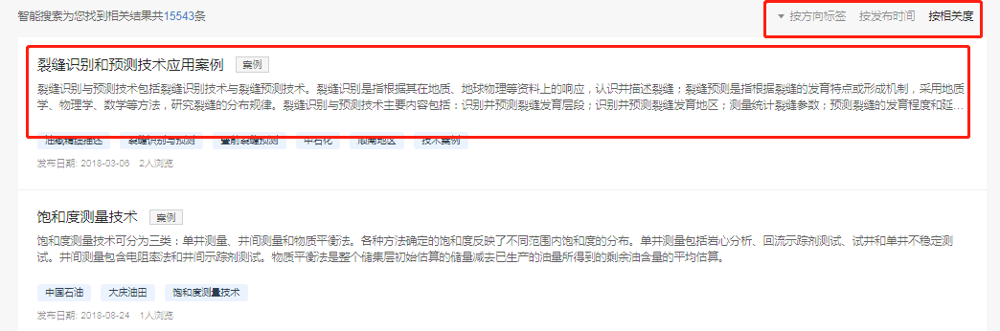 智能搜索为您找到相关结果共15543条
按方向标签 按发布时间 按相关度
裂缝识别和预测技术应用案例 案例
裂缝识别与预测技术包括裂缝识别技术与裂缝预测技术。裂缝识别是指根据其在地质、地球物理等资料上的响应，认识并描述裂缝；裂缝预测是指根据裂缝的发育特点或形成机制，采用地质
学、物理学、数学等方法，研究裂缝的分布规律。裂缝识别与预测技术主要内容包括：识别并预测裂缝发育层段；识别并预测裂缝发育地区；测量统计裂缝参数；预测裂缝的发育程度和延...
油藏精细描述 裂缝识别与预测 叠前裂缝预测 中石化 顺南地区 技术案例
发布日期: 2018-03-06 2人浏览
饱和度测量技术 案例
饱和度测量技术可分为三类：单井测量、井间测量和物质平衡法。各种方法确定的饱和度反映了不同范围内饱和度的分布。单井测量包括岩心分析、回流示踪剂测试、试井和单井不稳定测
试。井间测量包含电阻率法和井间示踪剂测试。物质平衡法是整个储集层初始估算的储量减去已生产的油量所得到的剩余油含量的平均估算。
中国石油 大庆油田 饱和度测量技术
发布日期: 2018-08-24 1人浏览